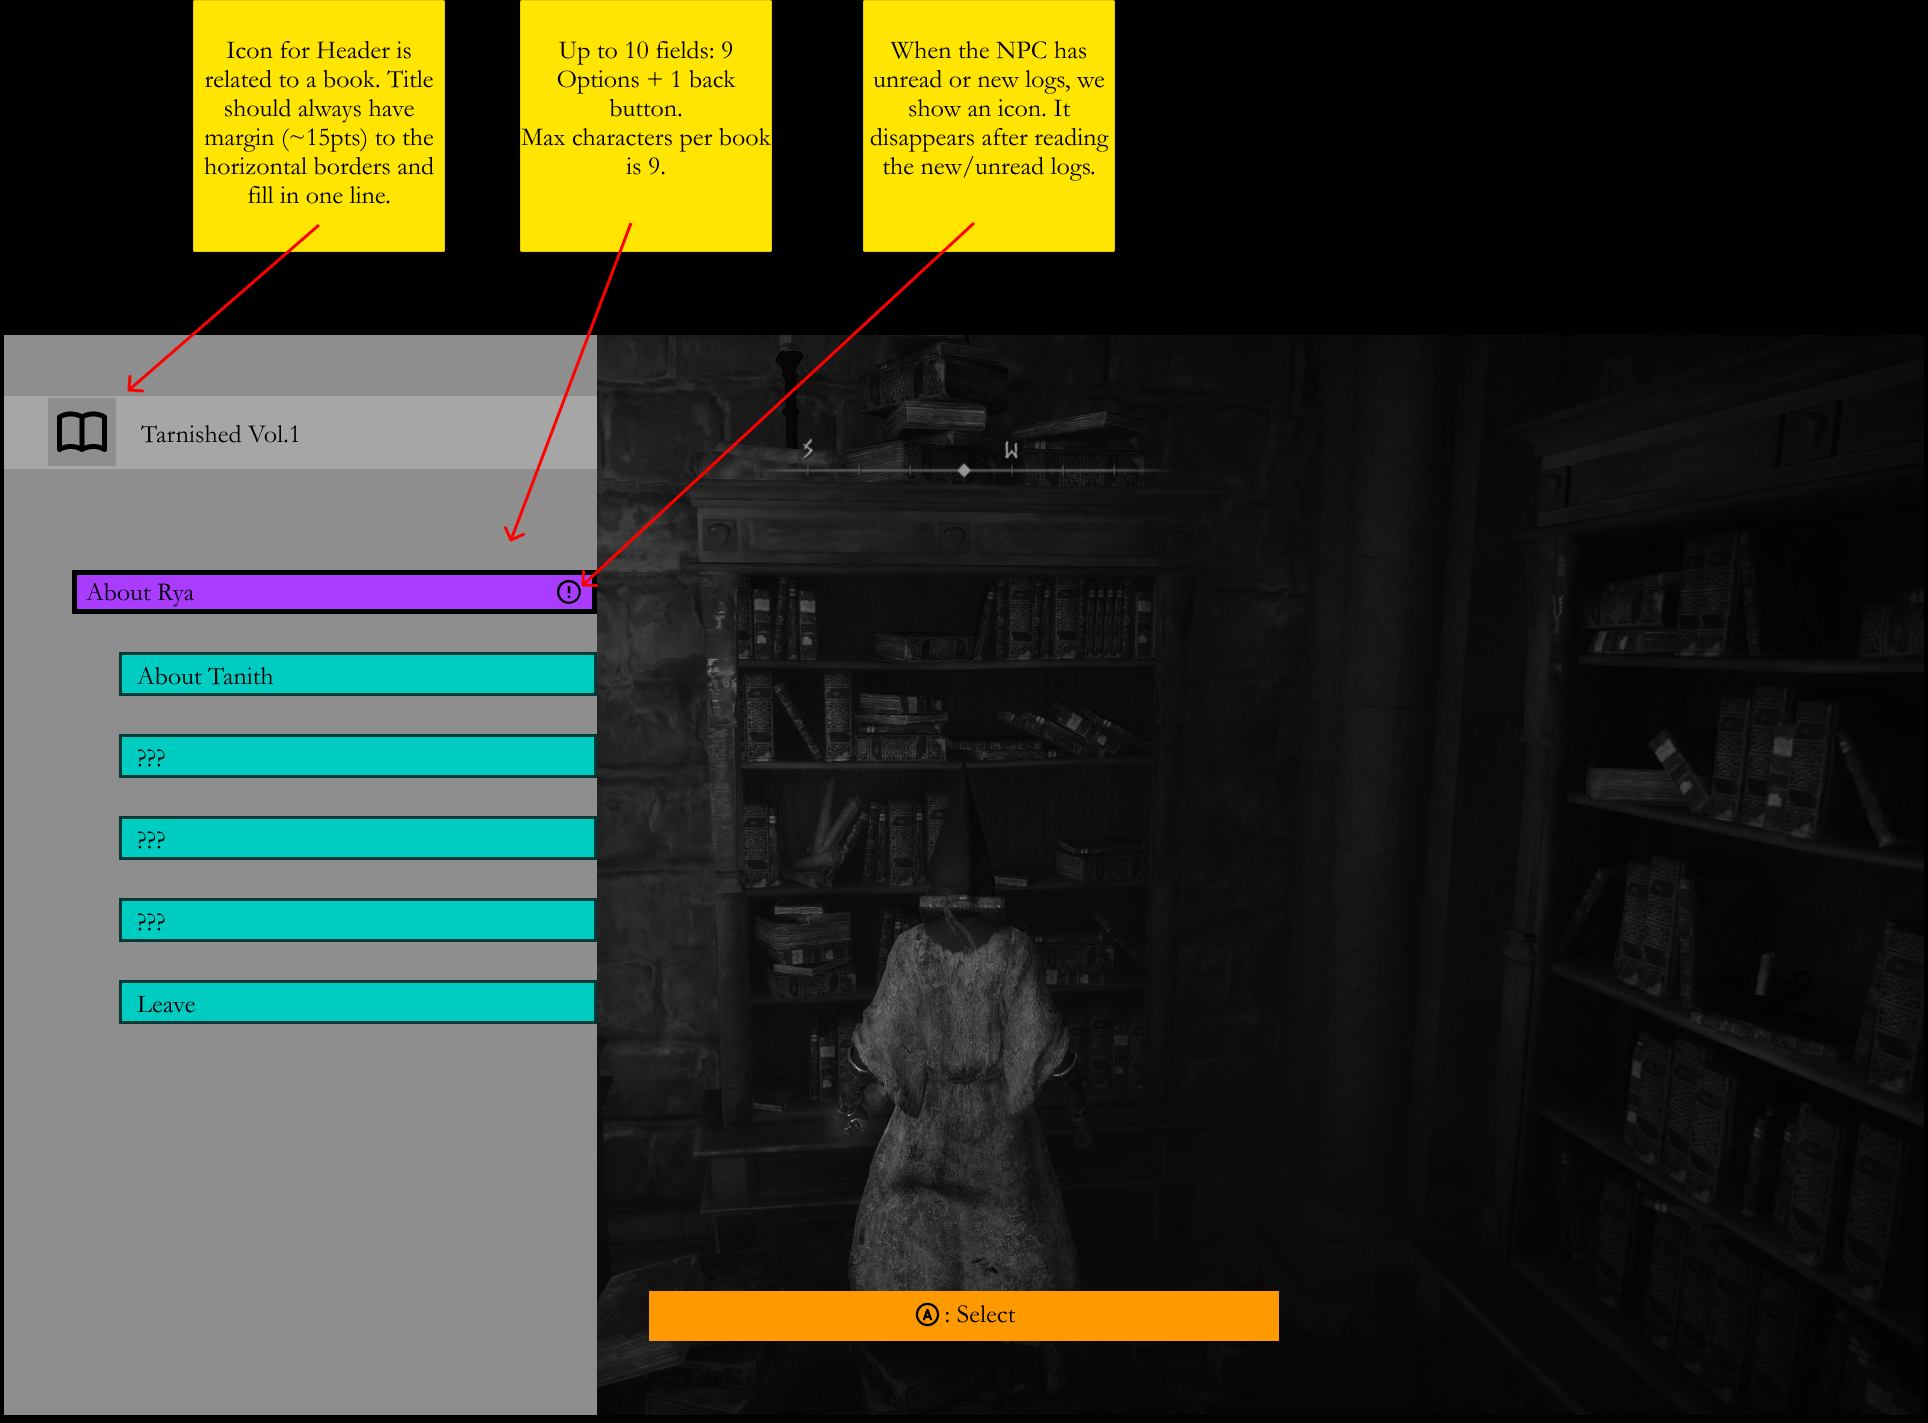 Icon for Header is
related to a book. Title
should always have
margin (~15pts) to the
horizontal borders and
fill in one line.
Up to 10 fields: 9
Options + 1 back
button.
Max characters per book
is 9.
When the NPC has
unread or new logs, we
show an icon. It
disappears after reading
the new/unread logs.
Tarnished Vol.1
S W
About Rya
About Tanith
???
???
???
Leave
A : Select